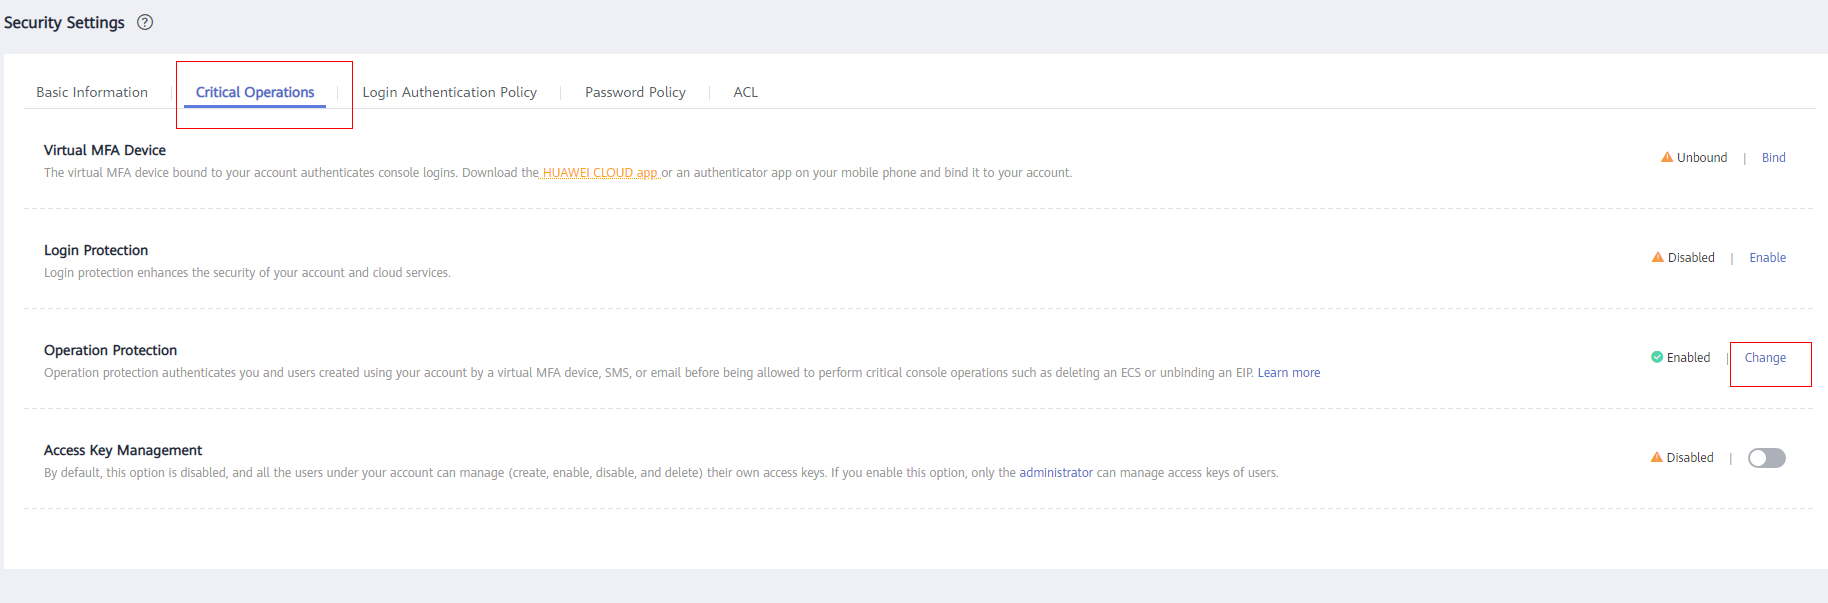 Security Settings ?
Basic Information | Critical Operations | Login Authentication Policy | Password Policy | ACL
Virtual MFA Device
The virtual MFA device bound to your account authenticates console logins. Download the HUAWEI CLOUD app or an authenticator app on your mobile phone and bind it to your account.
Unbound | Bind
Login Protection
Login protection enhances the security of your account and cloud services.
Disabled | Enable
Operation Protection
Operation protection authenticates you and users created using your account by a virtual MFA device, SMS, or email before being allowed to perform critical console operations such as deleting an ECS or unbinding an EIP. Learn more
Enabled | Change
Access Key Management
By default, this option is disabled, and all the users under your account can manage (create, enable, disable, and delete) their own access keys. If you enable this option, only the administrator can manage access keys of users.
Disabled |